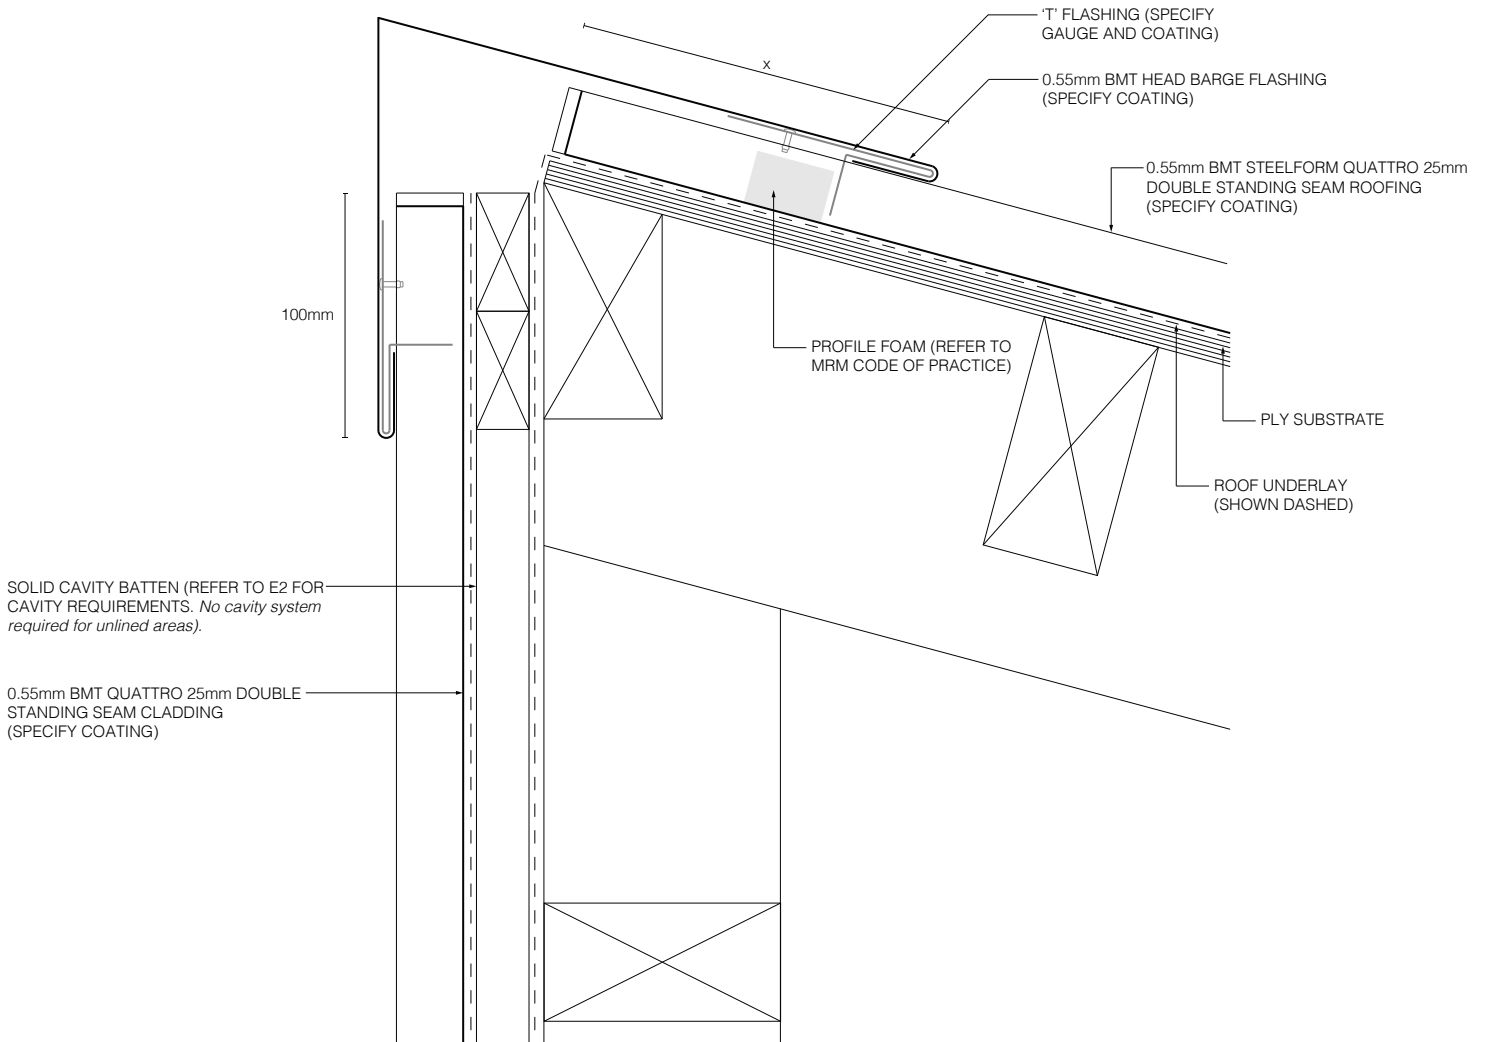 ‘T’ FLASHING (SPECIFY
GAUGE AND COATING)
x
0.55mm BMT HEAD BARGE FLASHING
(SPECIFY COATING)
0.55mm BMT STEELFORM QUATTRO 25mm
DOUBLE STANDING SEAM ROOFING
(SPECIFY COATING)
100mm
PROFILE FOAM (REFER TO
MRM CODE OF PRACTICE)
PLY SUBSTRATE
ROOF UNDERLAY
(SHOWN DASHED)
SOLID CAVITY BATTEN (REFER TO E2 FOR
CAVITY REQUIREMENTS. No cavity system
required for unlined areas).
0.55mm BMT QUATTRO 25mm DOUBLE
STANDING SEAM CLADDING
(SPECIFY COATING)